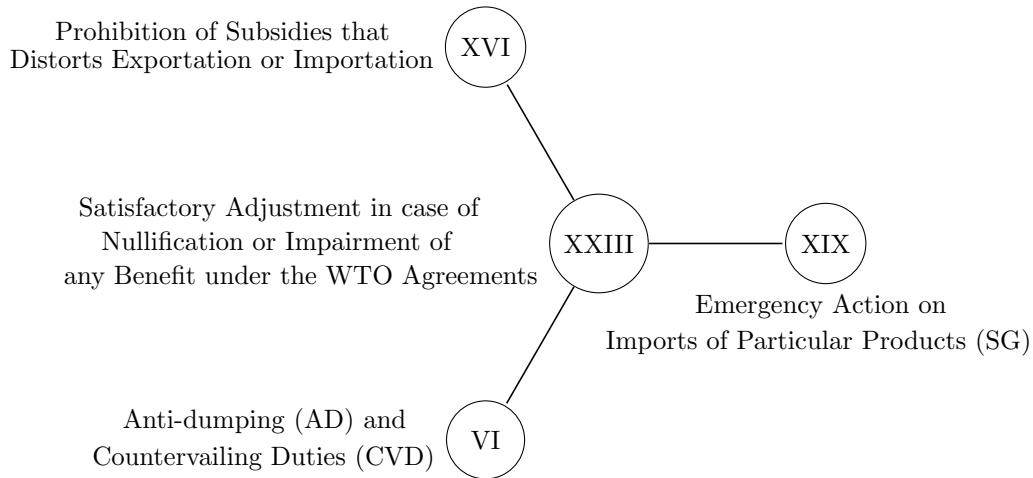 Prohibition of Subsidies that
Distorts Exportation or Importation
XVI
Satisfactory Adjustment in case of
Nullification or Impairment of
any Benefit under the WTO Agreements
XXIII
XIX
Emergency Action on
Imports of Particular Products (SG)
Anti-dumping (AD) and
Countervailing Duties (CVD)
VI